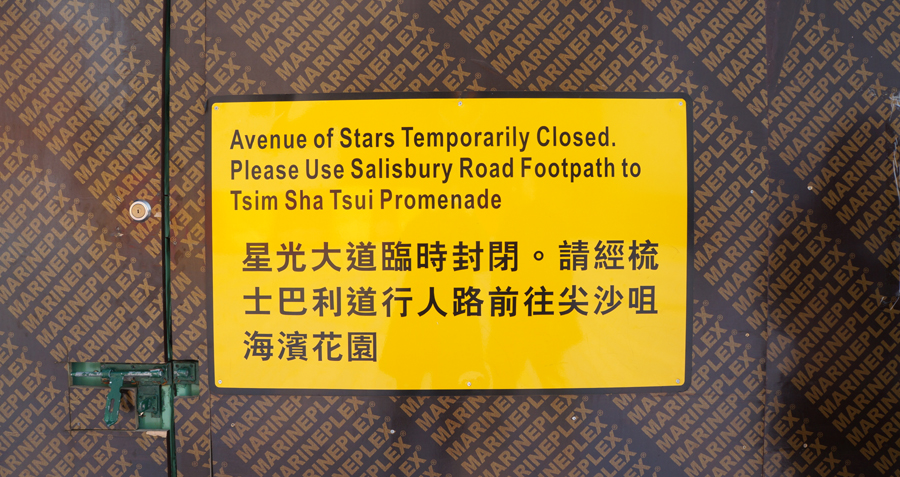 Avenue of Stars Temporarily Closed.
Please Use Salisbury Road Footpath to
Tsim Sha Tsui Promenade
星光大道臨時封閉。請經梳
士巴利道行人路前往尖沙咀
海濱花園
MARINEPLEX